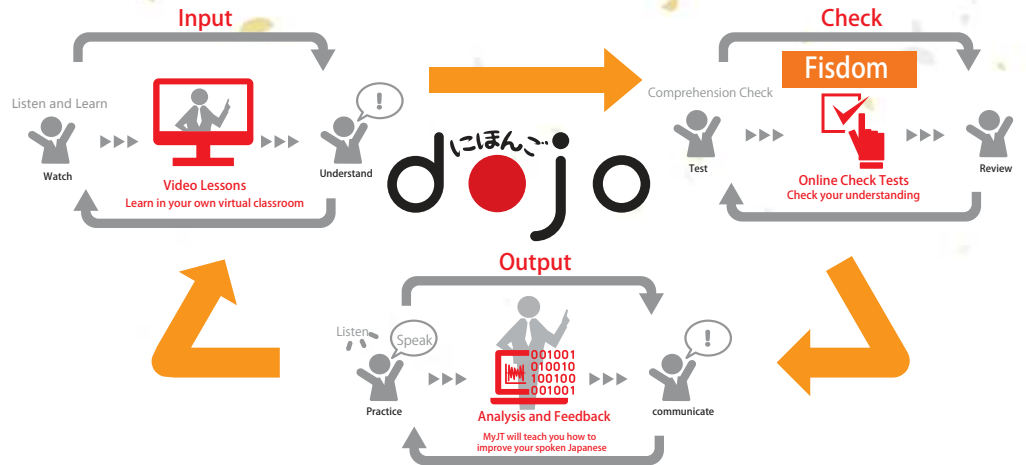 Input
Listen and Learn
!
Watch
Understand
Video Lessons
Learn in your own virtual classroom
にほんご
dojo
Check
Fisdom
Comprehension Check
Test
Review
Online Check Tests
Check your understanding
Output
Listen
Speak
!
001001
010010
100100
001001
Practice
communicate
Analysis and Feedback
MyJT will teach you how to
improve your spoken Japanese